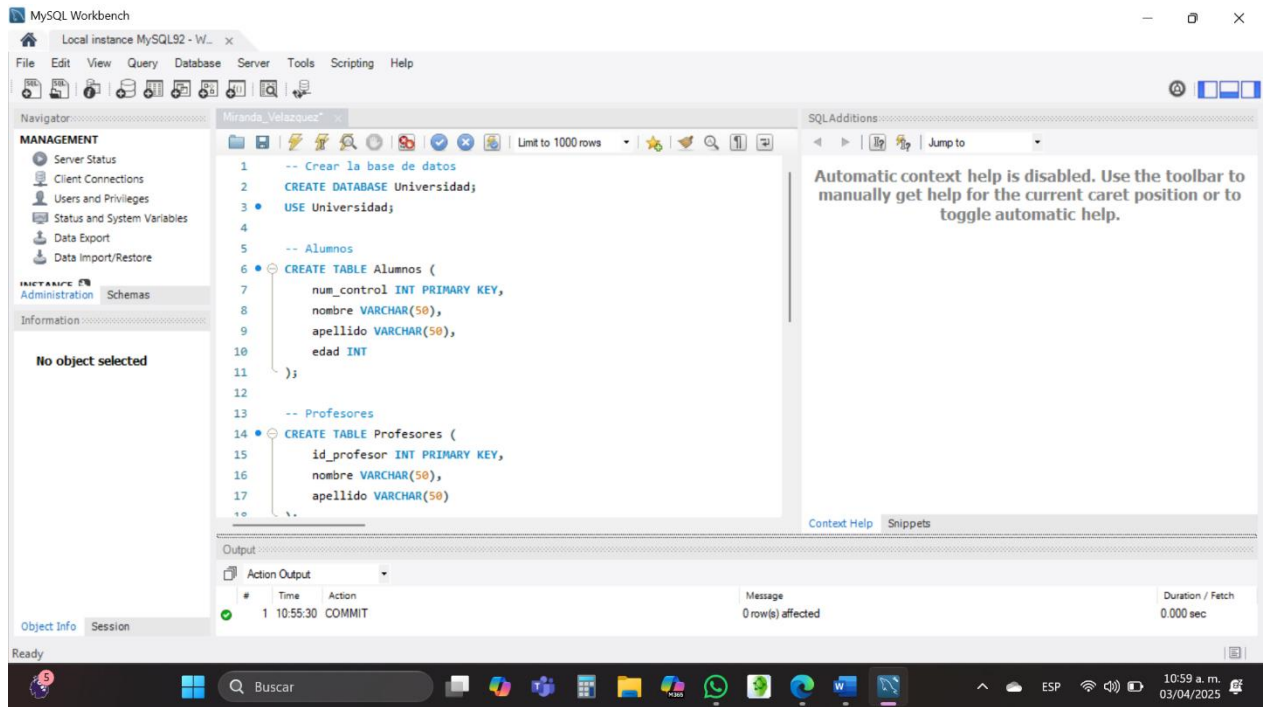 MySQL Workbench
Local instance MySQL92 - W...
File Edit View Query Database Server Tools Scripting Help
Navigator
MANAGEMENT
Server Status
Client Connections
Users and Privileges
Status and System Variables
Data Export
Data Import/Restore
INSTANCE
Administration Schemas
Information
No object selected
Object Info Session
Miranda_Velazquez*
Limit to 1000 rows
1 -- Crear la base de datos
2 CREATE DATABASE Universidad;
3 USE Universidad;
4
5 -- Alumnos
6 CREATE TABLE Alumnos (
7 num_control INT PRIMARY KEY,
8 nombre VARCHAR(50),
9 apellido VARCHAR(50),
10 edad INT
11 );
12
13 -- Profesores
14 CREATE TABLE Profesores (
15 id_profesor INT PRIMARY KEY,
16 nombre VARCHAR(50),
17 apellido VARCHAR(50)
18 );
SQLAdditions
Jump to
Automatic context help is disabled. Use the toolbar to
manually get help for the current caret position or to
toggle automatic help.
Context Help Snippets
Output
Action Output
# Time Action Message Duration / Fetch
1 10:55:30 COMMIT 0 row(s) affected 0.000 sec
Ready
5
Buscar
ESP
10:59 a. m.
03/04/2025